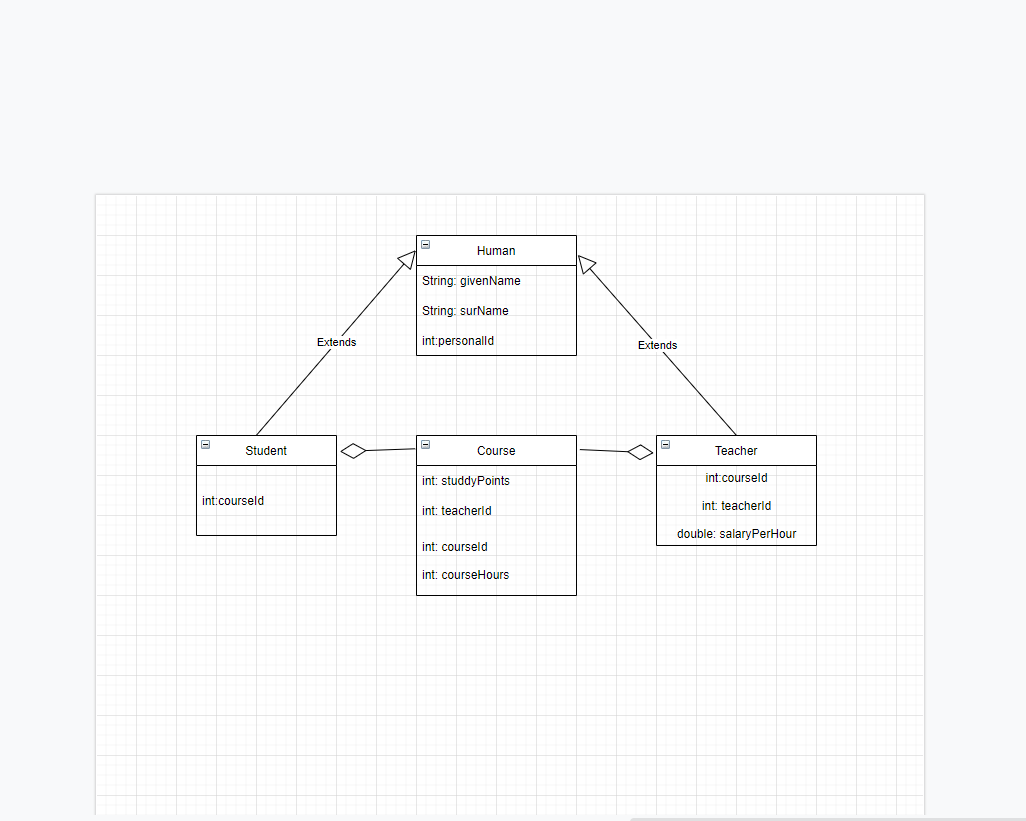 Human
String: givenName
String: surName
int:personalId
Extends
Extends
Student
int:courseId
Course
int: studdyPoints
int: teacherId
int: courseId
int: courseHours
Teacher
int:courseId
int: teacherId
double: salaryPerHour